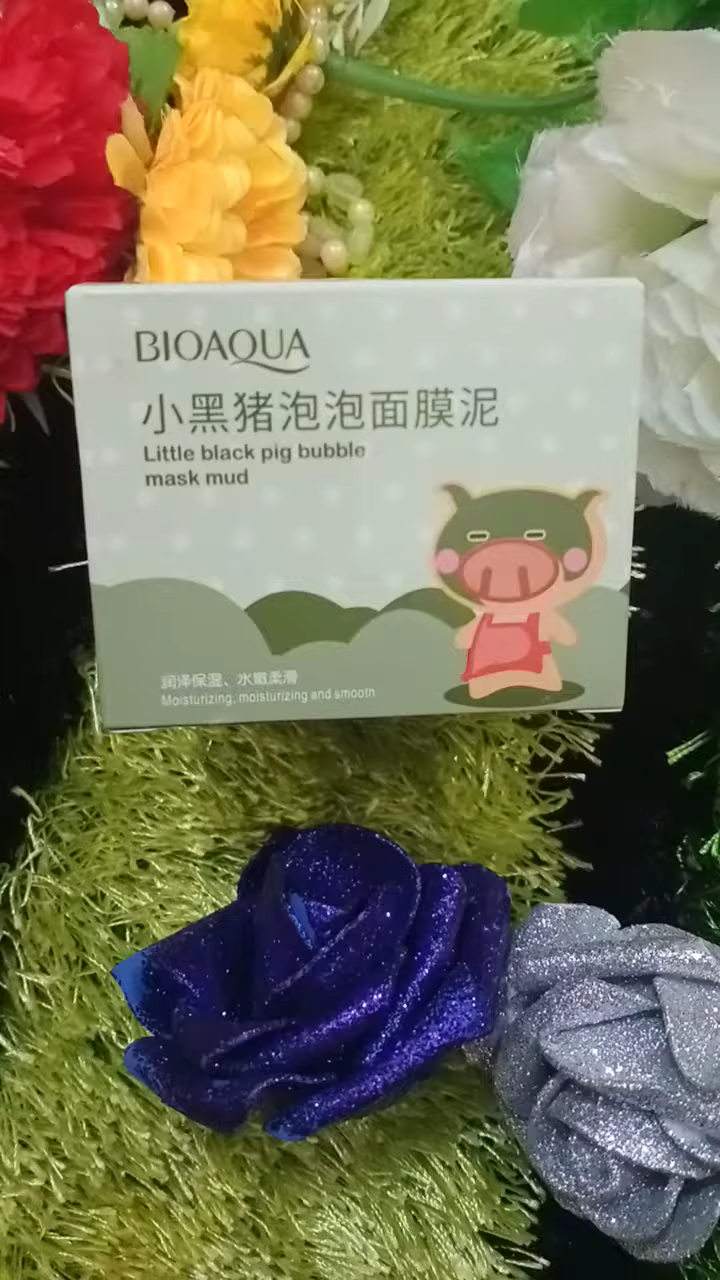 BIOAQUA
小黑猪泡泡面膜泥
Little black pig bubble
mask mud
润泽保湿、水嫩柔滑
Moisturizing, moisturizing and smooth